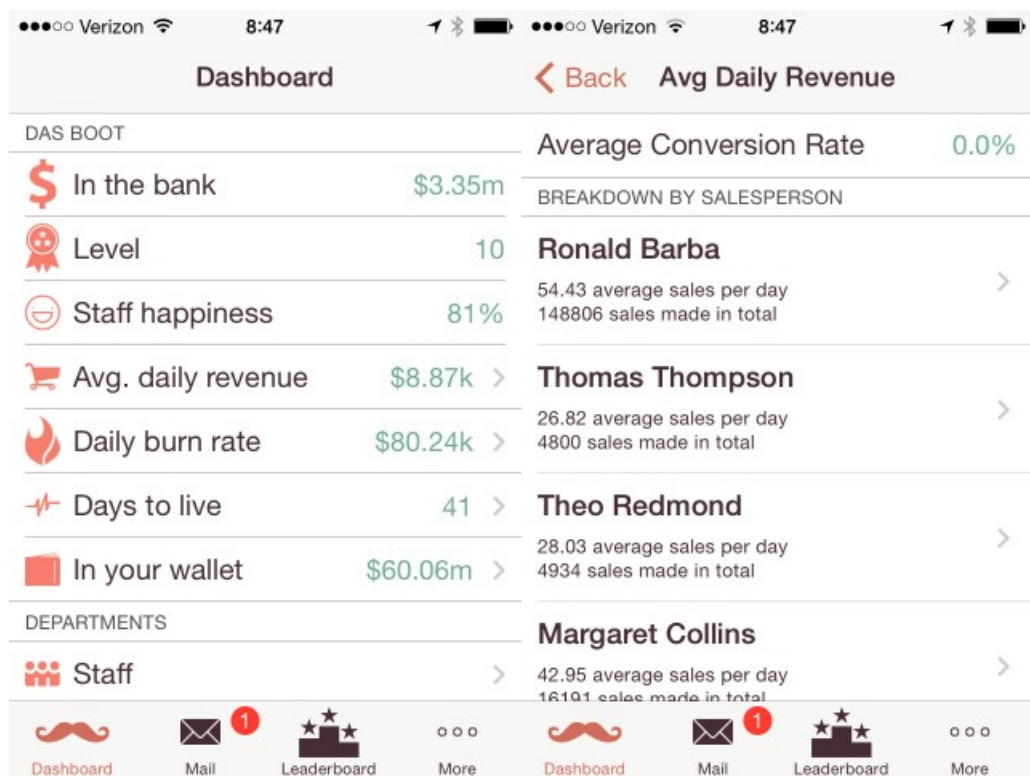 Verizon 8:47
Dashboard
DAS BOOT
In the bank $3.35m
Level 10
Staff happiness 81%
Avg. daily revenue $8.87k
Daily burn rate $80.24k
Days to live 41
In your wallet $60.06m
DEPARTMENTS
Staff
1
Dashboard Mail Leaderboard More
Verizon 8:47
Back Avg Daily Revenue
Average Conversion Rate 0.0%
BREAKDOWN BY SALESPERSON
Ronald Barba
54.43 average sales per day
148806 sales made in total
Thomas Thompson
26.82 average sales per day
4800 sales made in total
Theo Redmond
28.03 average sales per day
4934 sales made in total
Margaret Collins
42.95 average sales per day
16191 sales made in total
1
Dashboard Mail Leaderboard More